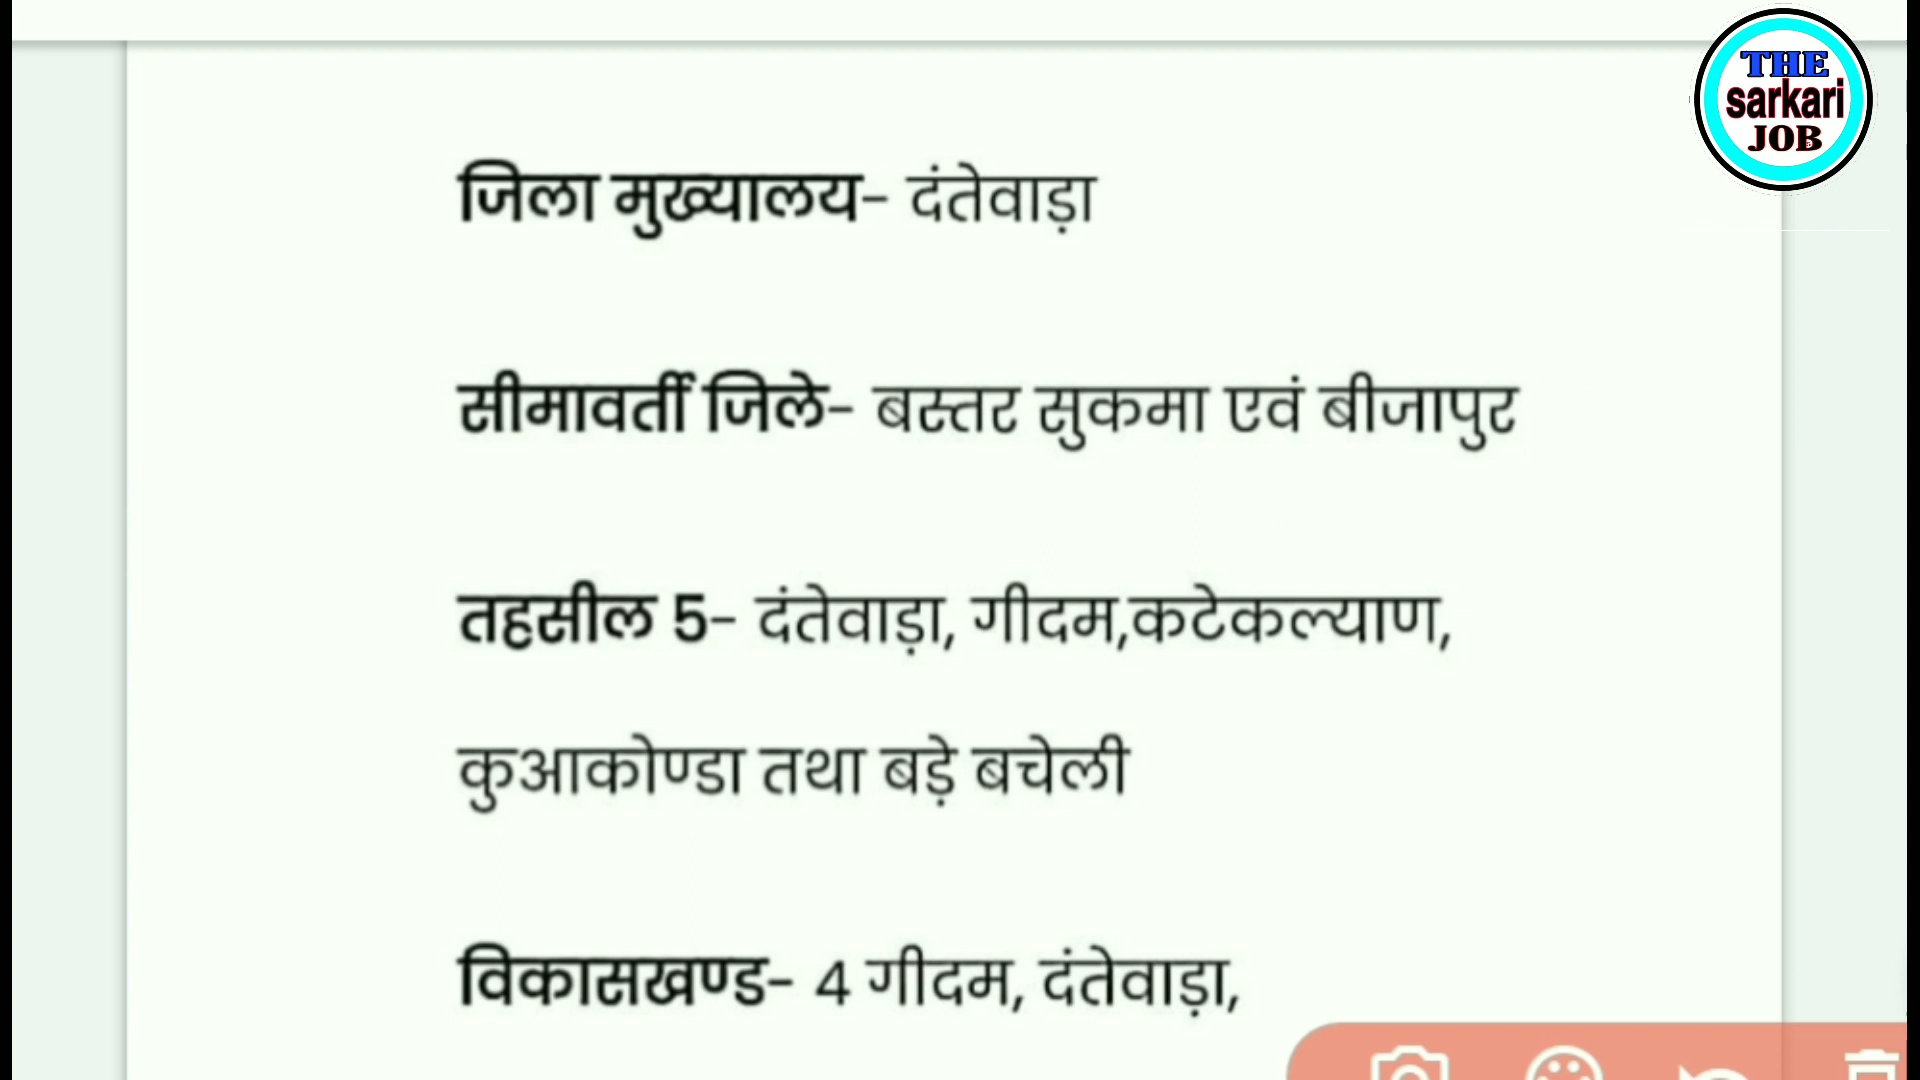 THE
sarkari
JOB
जिला मुख्यालय- दंतेवाड़ा
सीमावर्ती जिले- बस्तर सुकमा एवं बीजापुर
तहसील 5- दंतेवाड़ा, गीदम,कटेकल्याण,
कुआकोण्डा तथा बड़े बचेली
विकासखण्ड- 4 गीदम, दंतेवाड़ा,